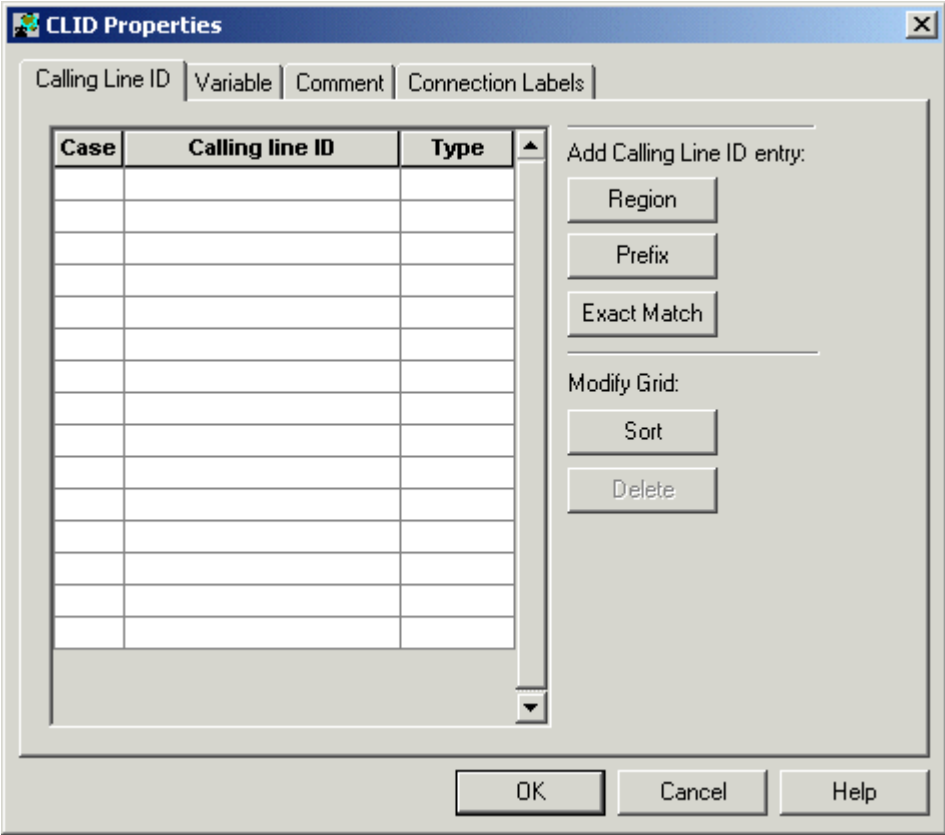 CLID Properties
Calling Line ID Variable Comment Connection Labels
Case Calling line ID Type
Add Calling Line ID entry:
Region
Prefix
Exact Match
Modify Grid:
Sort
Delete
OK Cancel Help